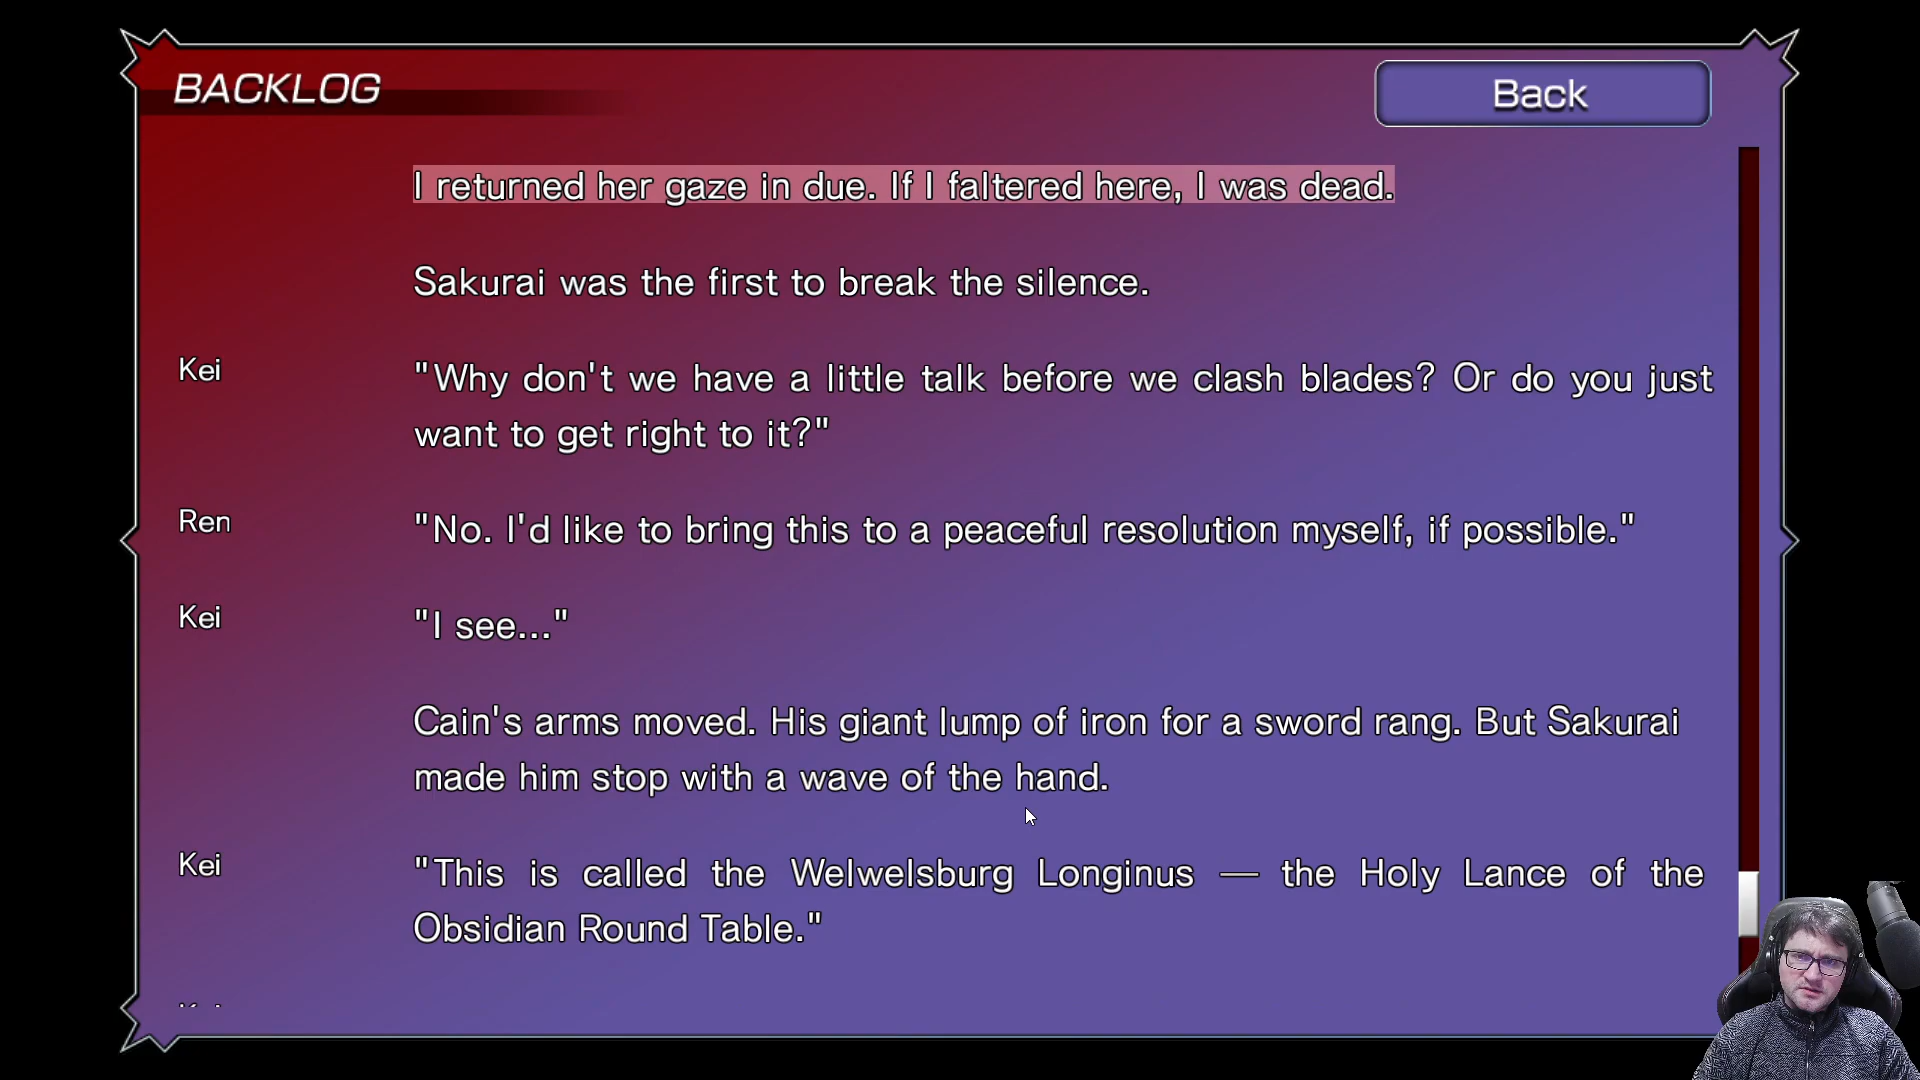 BACKLOG
Back
I returned her gaze in due. If I faltered here, I was dead.
Sakurai was the first to break the silence.
Kei
"Why don't we have a little talk before we clash blades? Or do you just
want to get right to it?"
Ren
"No. I'd like to bring this to a peaceful resolution myself, if possible."
Kei
"I see..."
Cain's arms moved. His giant lump of iron for a sword rang. But Sakurai
made him stop with a wave of the hand.
Kei
"This is called the Welwelsburg Longinus — the Holy Lance of the
Obsidian Round Table."